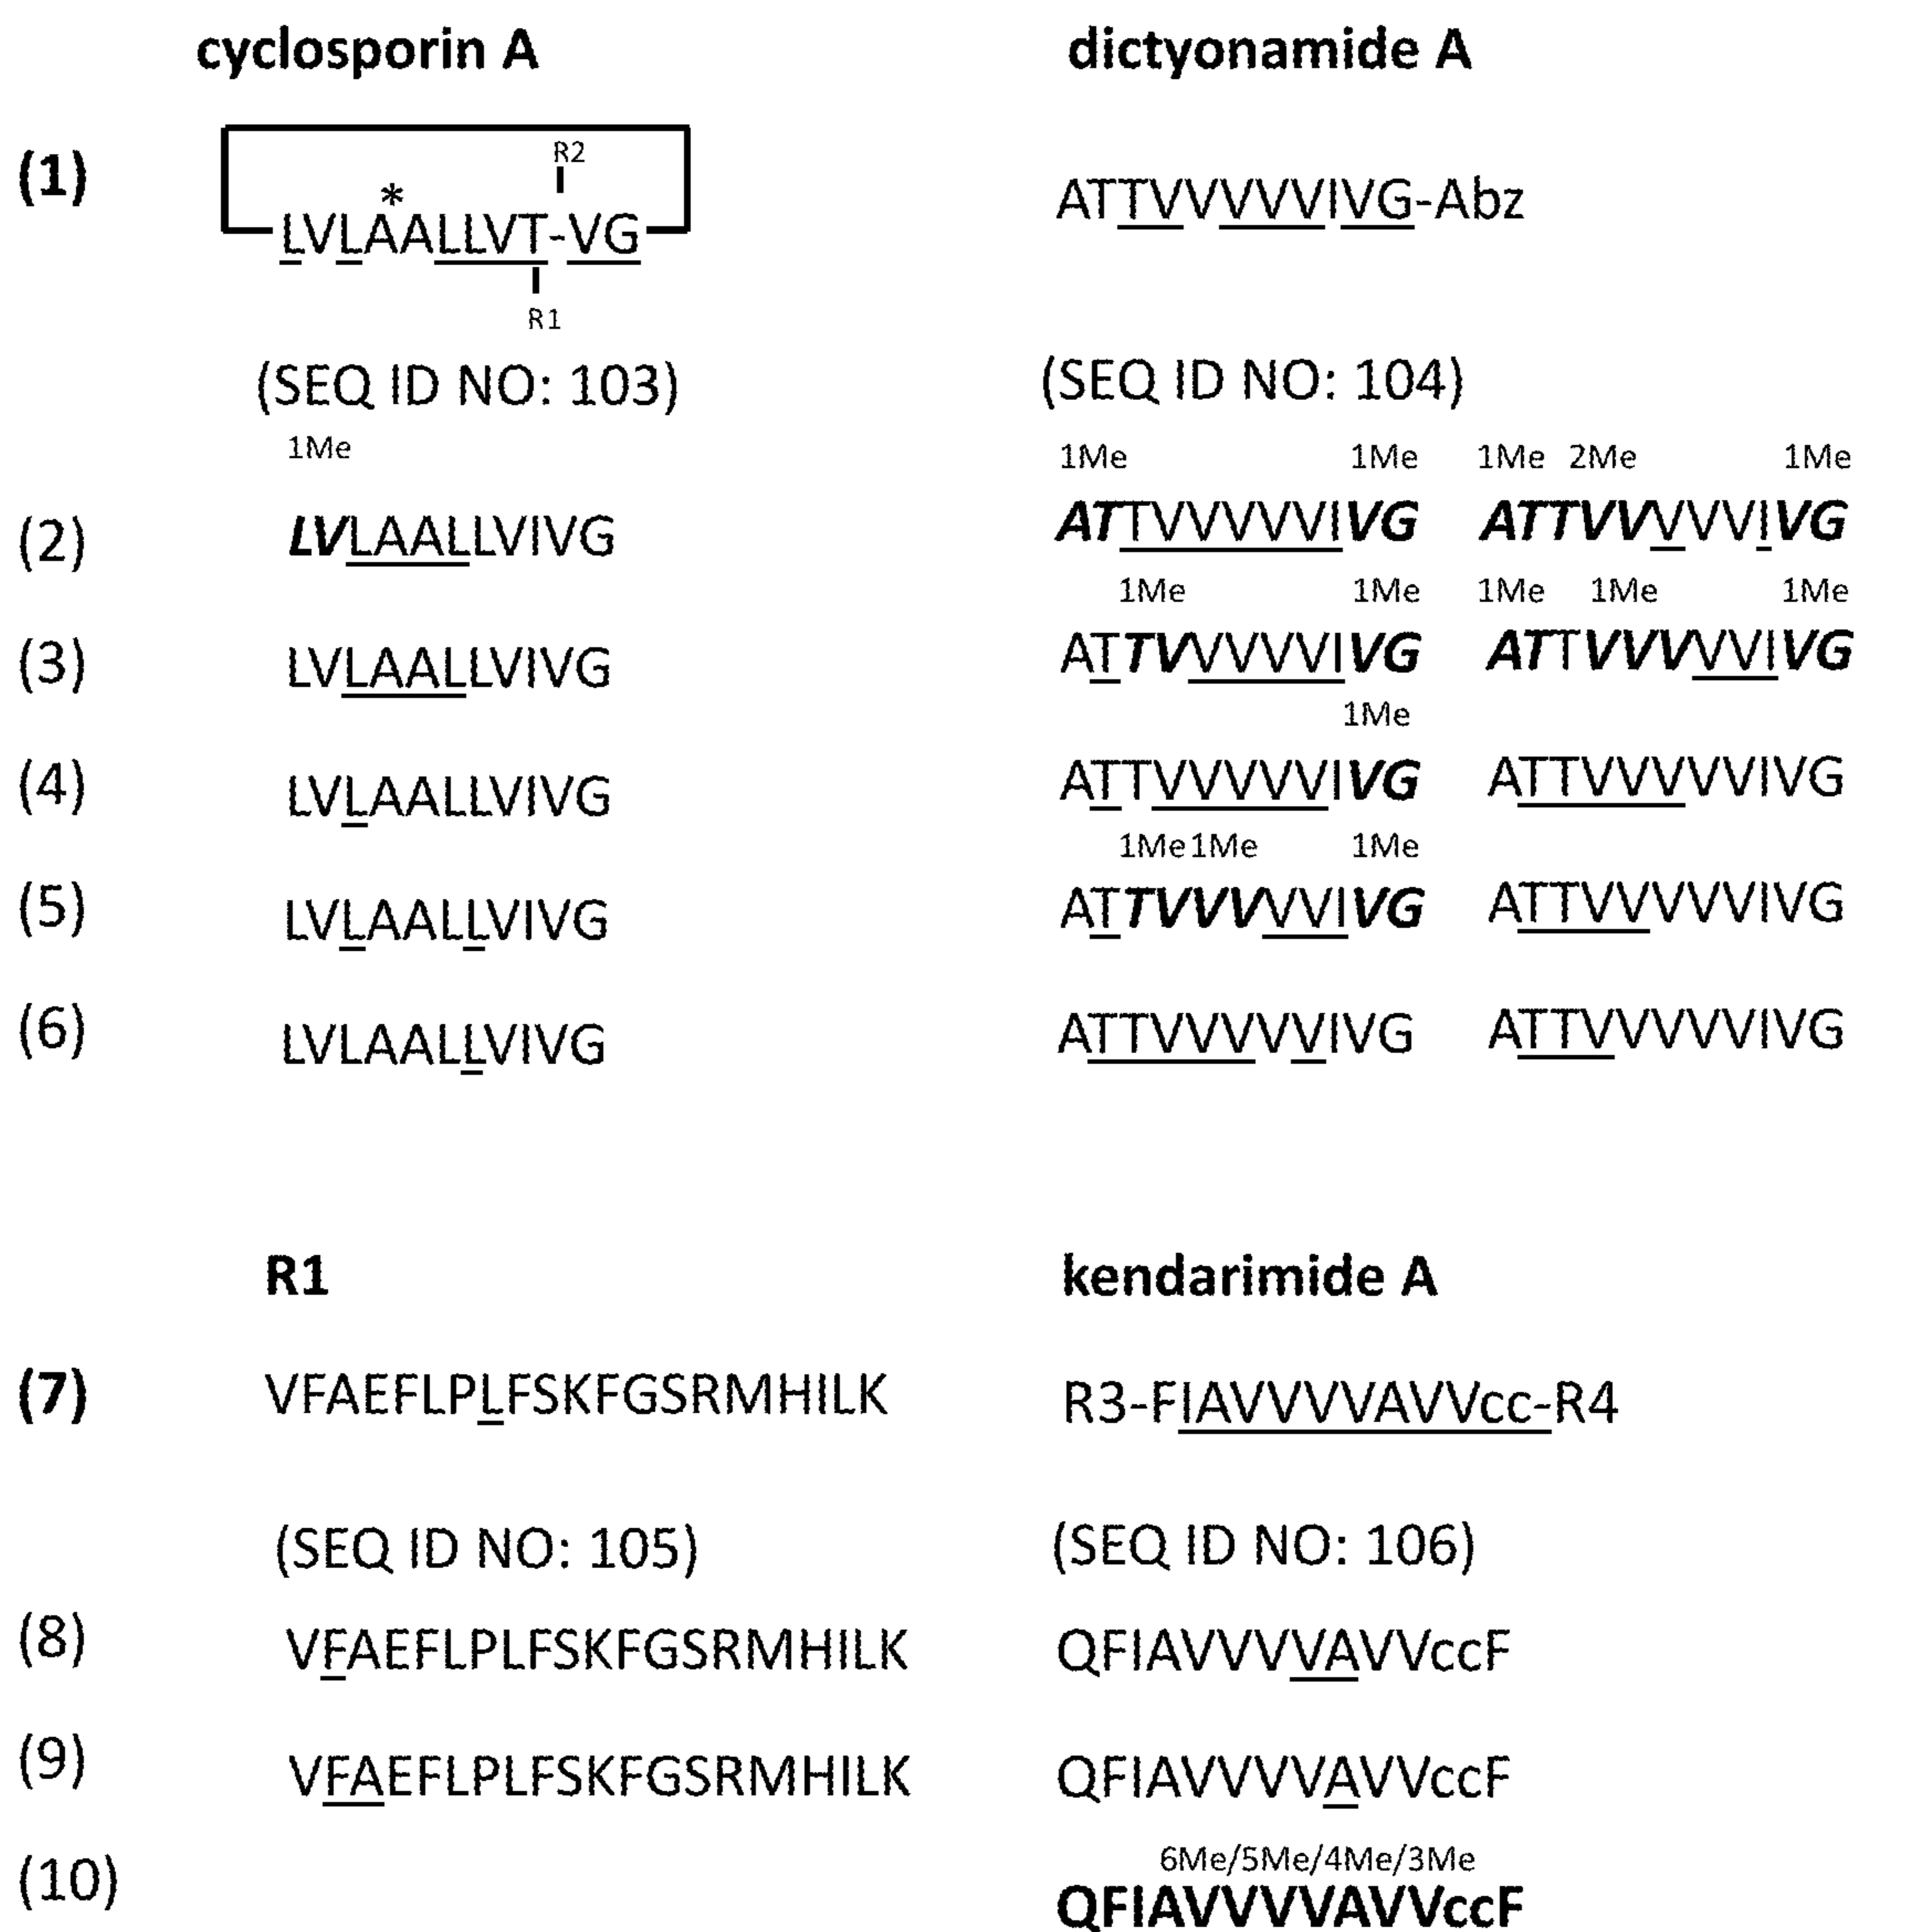 cyclosporin A dictyonamide A
R2
(1) * ATTVVVVVIVG-Abz
LVLAALLVT-VG
R1
(SEQ ID NO: 103) (SEQ ID NO: 104)
1Me 1Me 1Me 1Me 2Me 1Me
(2) LVLAALLVIVG ATTVVVVVIVG ATTVVVVVIVG
1Me 1Me 1Me 1Me 1Me
(3) LVLAALLVIVG ATTVVVVVIVG ATTVVVVVIVG
1Me
(4) LVLAALLVIVG ATTVVVVVIVG ATTVVVVVIVG
1Me 1Me 1Me
(5) LVLAALLVIVG ATTVVVVVIVG ATTVVVVVIVG
(6) LVLAALLVIVG ATTVVVVVIVG ATTVVVVVIVG
R1 kendarimide A
(7) VFAEFLPLFSKFGSRMHILK R3-FIAVVVVAVVcc-R4
(SEQ ID NO: 105) (SEQ ID NO: 106)
(8) VFAEFLPLFSKFGSRMHILK QFIAVVVVAVVccF
(9) VFAEFLPLFSKFGSRMHILK QFIAVVVVAVVccF
6Me/5Me/4Me/3Me
(10) QFIAVVVVAVVccF